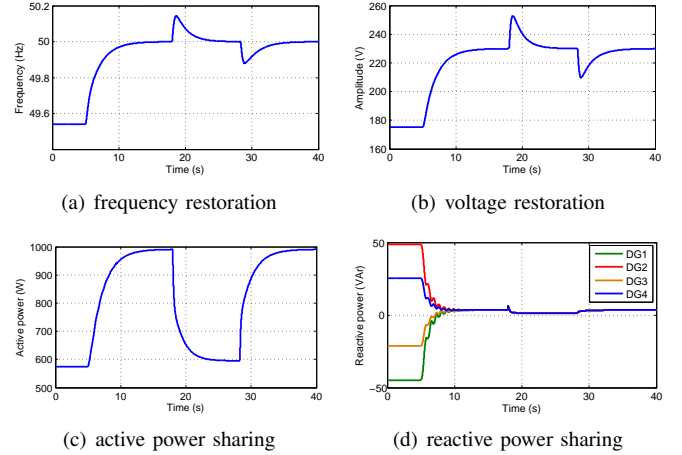 50.2
50
49.8
49.6
Frequency (Hz)
0 10 20 30 40
Time (s)
(a) frequency restoration
260
240
220
200
180
160
Amplitude (V)
0 10 20 30 40
Time (s)
(b) voltage restoration
1000
900
800
700
600
500
Active power (W)
0 10 20 30 40
Time (s)
(c) active power sharing
50
0
−50
Reactive power (VAr)
DG1
DG2
DG3
DG4
0 10 20 30 40
Time (s)
(d) reactive power sharing